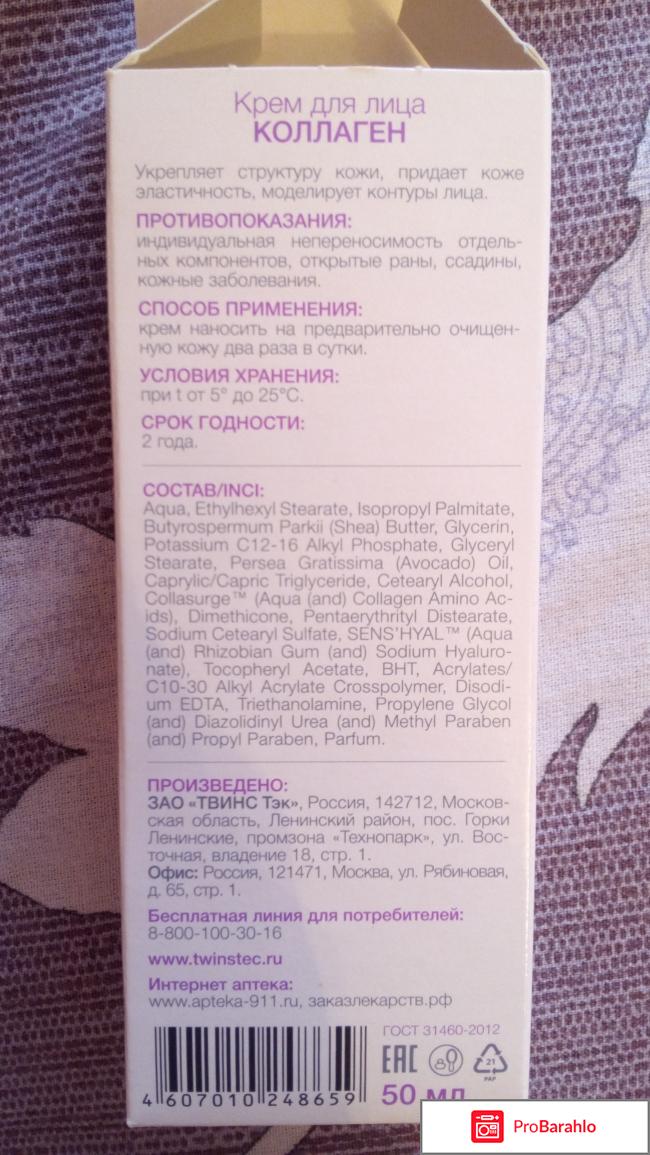 Крем для лица
КОЛЛАГЕН
Укрепляет структуру кожи, придает коже
эластичность, моделирует контуры лица.
ПРОТИВОПОКАЗАНИЯ:
индивидуальная непереносимость отдель-
ных компонентов, открытые раны, ссадины,
кожные заболевания.
СПОСОБ ПРИМЕНЕНИЯ:
крем наносить на предварительно очищен-
ную кожу два раза в сутки.
УСЛОВИЯ ХРАНЕНИЯ:
при t от 5° до 25°С.
СРОК ГОДНОСТИ:
2 года.
СОСТАВ/INCI:
Aqua, Ethylhexyl Stearate, Isopropyl Palmitate,
Butyrospermum Parkii (Shea) Butter, Glycerin,
Potassium C12-16 Alkyl Phosphate, Glyceryl
Stearate, Persea Gratissima (Avocado) Oil,
Caprylic/Capric Triglyceride, Cetearyl Alcohol,
Collasurge™ (Aqua (and) Collagen Amino Ac-
ids), Dimethicone, Pentaerythrityl Distearate,
Sodium Cetearyl Sulfate, SENS'HYAL™ (Aqua
(and) Rhizobian Gum (and) Sodium Hyaluro-
nate), Tocopheryl Acetate, BHT, Acrylates/
C10-30 Alkyl Acrylate Crosspolymer, Disodi-
um EDTA, Triethanolamine, Propylene Glycol
(and) Diazolidinyl Urea (and) Methyl Paraben
(and) Propyl Paraben, Parfum.
ПРОИЗВЕДЕНО:
ЗАО «ТВИНС Тэк», Россия, 142712, Москов-
ская область, Ленинский район, пос. Горки
Ленинские, промзона «Технопарк», ул. Вос-
точная, владение 18, стр. 1.
Офис: Россия, 121471, Москва, ул. Рябиновая,
д. 65, стр. 1.
Бесплатная линия для потребителей:
8-800-100-30-16
www.twinstec.ru
Интернет аптека:
www.apteka-911.ru, заказлекарств.рф
ГОСТ 31460-2012
EAC
21
PAP
4 607010 248659
50 мл
ProBarahlo